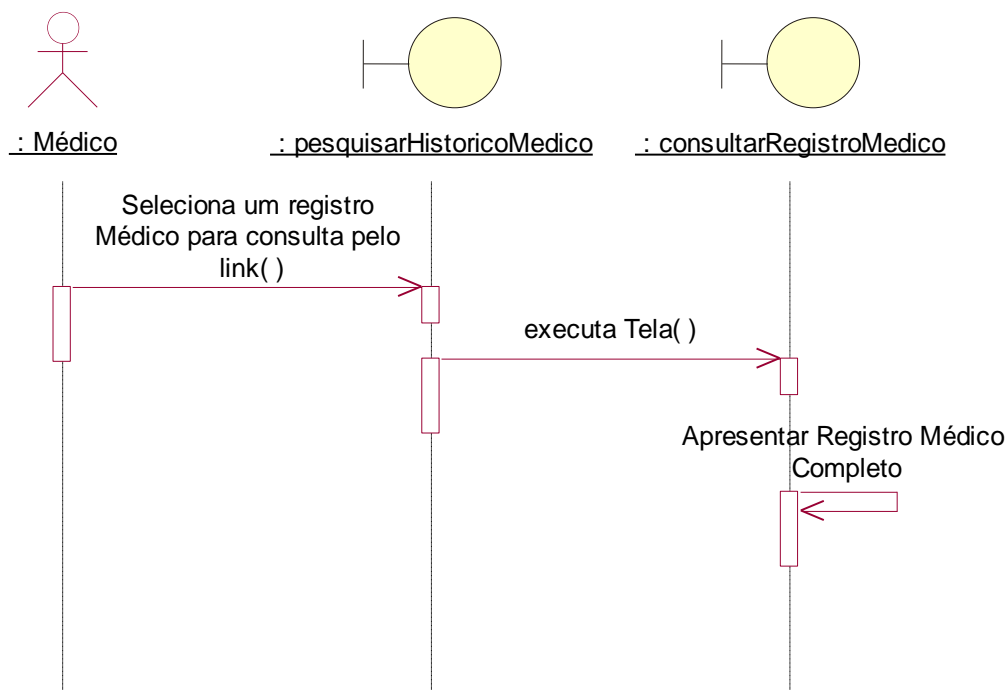 : Médico
: pesquisarHistoricoMedico
: consultarRegistroMedico
Seleciona um registro
Médico para consulta pelo
link( )
executa Tela( )
Apresentar Registro Médico
Completo